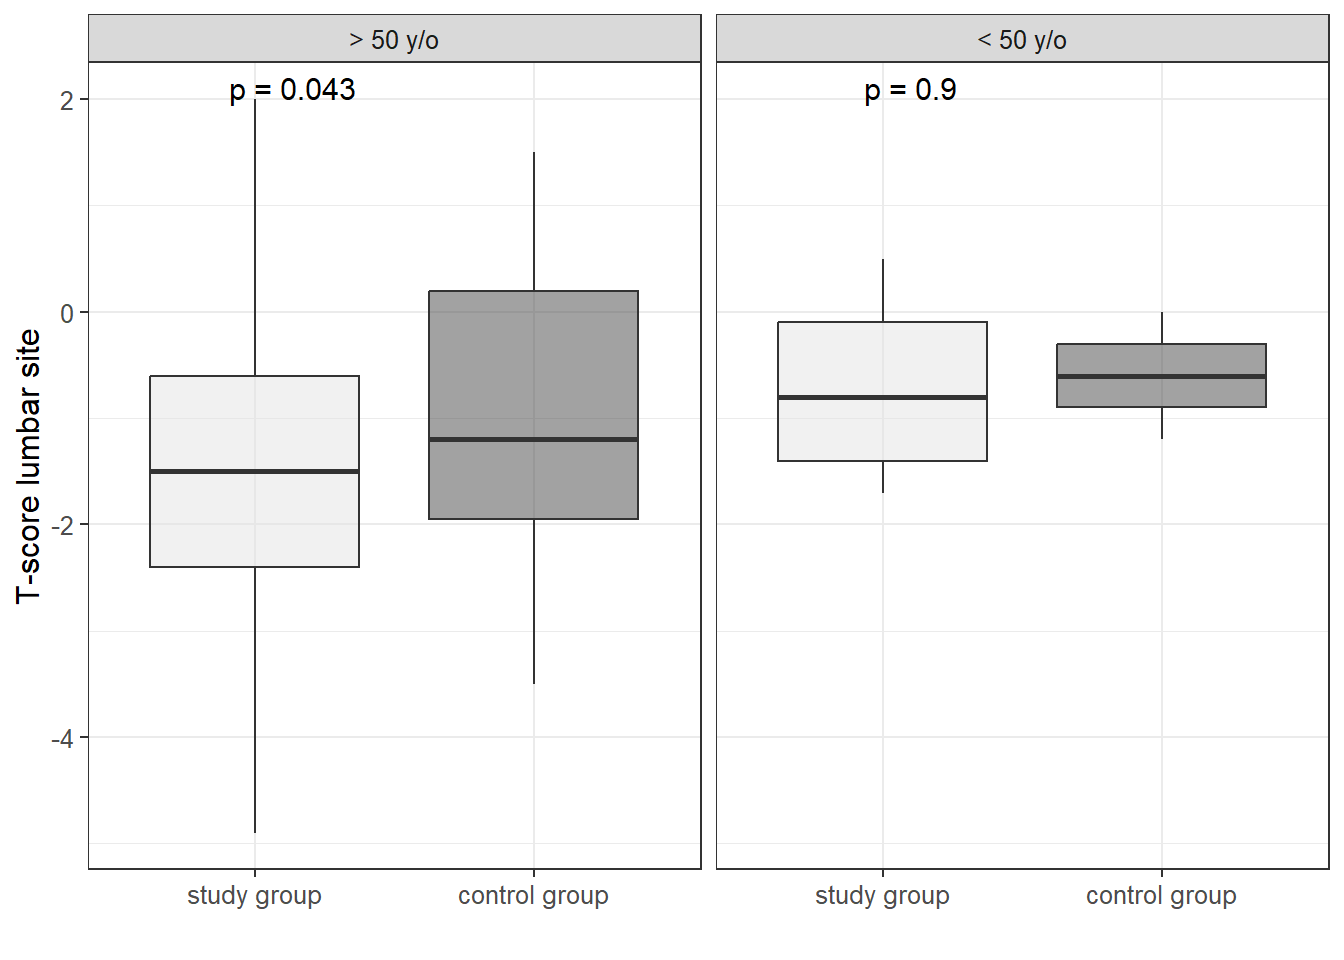 > 50 y/o
< 50 y/o
p = 0.043
p = 0.9
2
0
-2
-4
T-score lumbar site
study group
control group
study group
control group